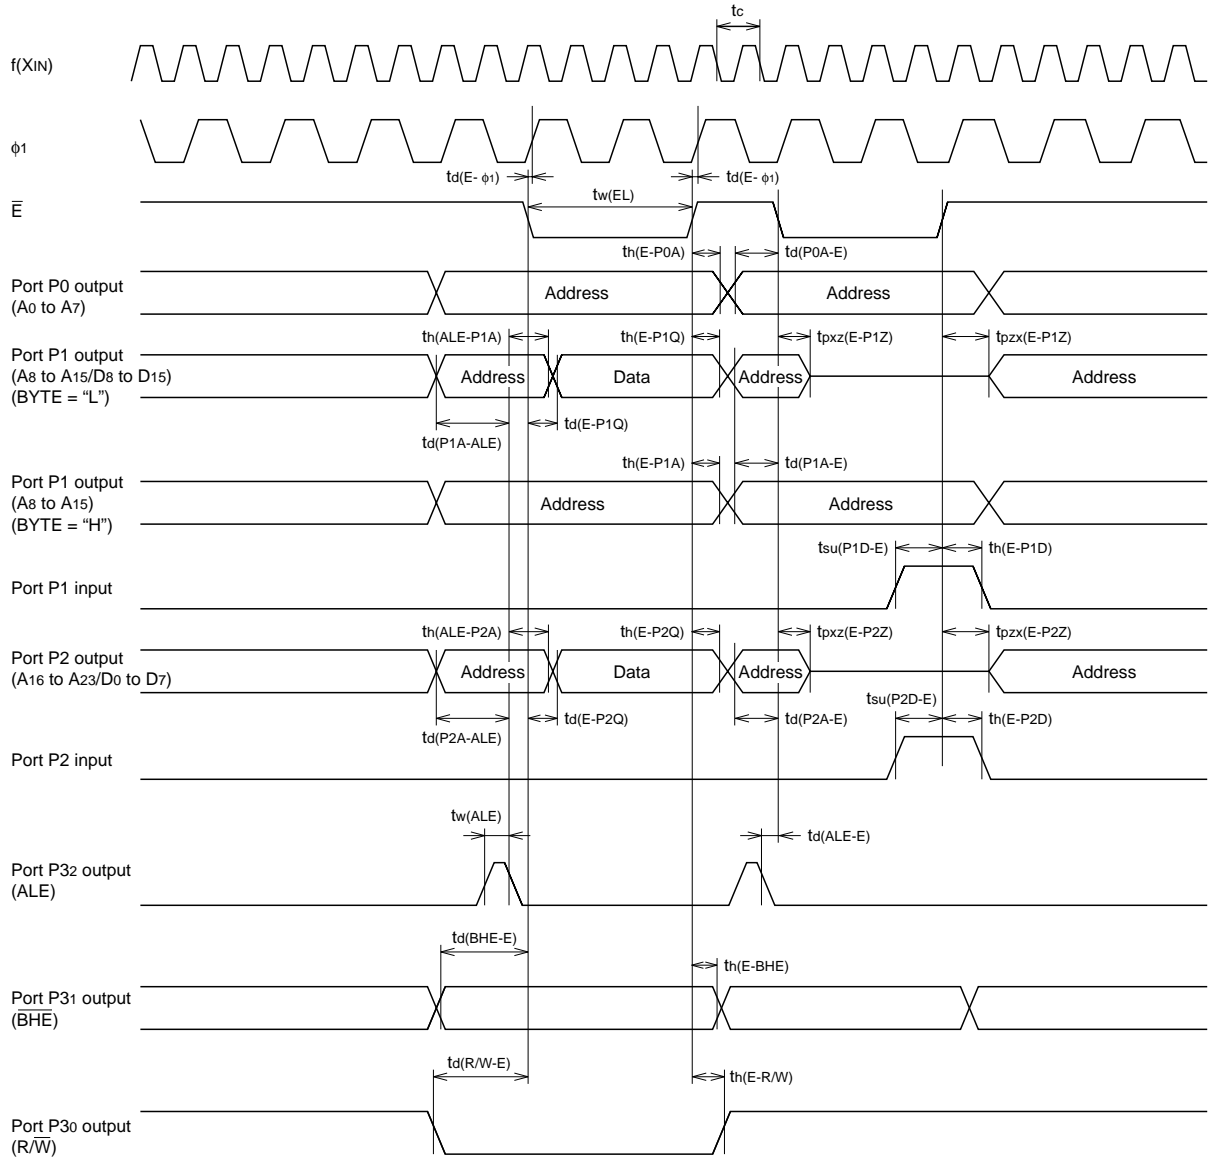 tc
f(XIN)
ϕ1
td(E- ϕ1)
td(E- ϕ1)
tw(EL)
E̅
th(E-P0A)
td(P0A-E)
Port P0 output
(A0 to A7)
Address
Address
th(ALE-P1A)
th(E-P1Q)
tpxz(E-P1Z)
tpzx(E-P1Z)
Port P1 output
(A8 to A15/D8 to D15)
(BYTE = “L”)
Address
Data
Address
Address
td(E-P1Q)
td(P1A-ALE)
th(E-P1A)
td(P1A-E)
Port P1 output
(A8 to A15)
(BYTE = “H”)
Address
Address
tsu(P1D-E)
th(E-P1D)
Port P1 input
th(ALE-P2A)
th(E-P2Q)
tpxz(E-P2Z)
tpzx(E-P2Z)
Port P2 output
(A16 to A23/D0 to D7)
Address
Data
Address
Address
tsu(P2D-E)
td(E-P2Q)
td(P2A-E)
th(E-P2D)
td(P2A-ALE)
Port P2 input
tw(ALE)
td(ALE-E)
Port P32 output
(ALE)
td(BHE-E)
th(E-BHE)
Port P31 output
(B̅H̅E̅)
td(R/W-E)
th(E-R/W)
Port P30 output
(R/W̅)